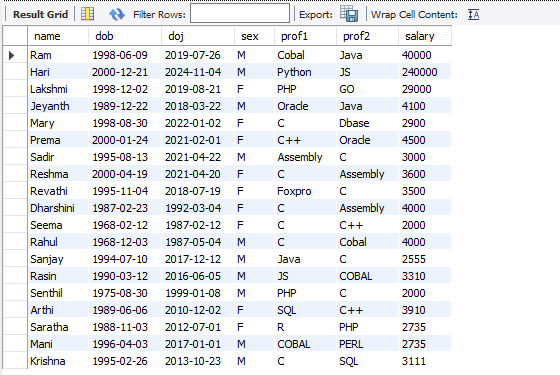 Result Grid Filter Rows: Export: Wrap Cell Content:
name dob doj sex prof1 prof2 salary
Ram 1998-06-09 2019-07-26 M Cobal Java 40000
Hari 2000-12-21 2024-11-04 M Python JS 240000
Lakshmi 1998-12-02 2019-08-21 F PHP GO 29000
Jeyanth 1989-12-22 2018-03-22 M Oracle Java 4100
Mary 1998-08-30 2022-01-02 F C Dbase 2900
Prema 2000-01-24 2021-02-01 F C++ Oracle 4500
Sadir 1995-08-13 2021-04-22 M Assembly C 3000
Reshma 2000-04-19 2021-04-20 F C Assembly 3600
Revathi 1995-11-04 2018-07-19 F Foxpro C 3500
Dharshini 1987-02-23 1992-03-04 F C Assembly 4000
Seema 1968-02-12 1987-02-12 F C C++ 2000
Rahul 1968-12-03 1987-05-04 M C Cobal 4000
Sanjay 1994-07-10 2017-12-12 M Java C 2555
Rasin 1990-03-12 2016-06-05 M JS COBAL 3310
Senthil 1975-08-30 1999-01-08 M PHP C 2000
Arthi 1989-06-06 2010-12-02 F SQL C++ 3910
Saratha 1988-11-03 2012-07-01 F R PHP 2735
Mani 1996-04-03 2017-01-01 M COBAL PERL 2735
Krishna 1995-02-26 2013-10-23 M C SQL 3111